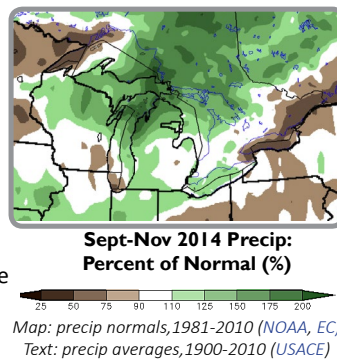 Sept-Nov 2014 Precip:
Percent of Normal (%)
e
25 50 75 90 110 125 150 200
Map: precip normals,1981-2010 (NOAA, EC)
Text: precip averages,1900-2010 (USACE)